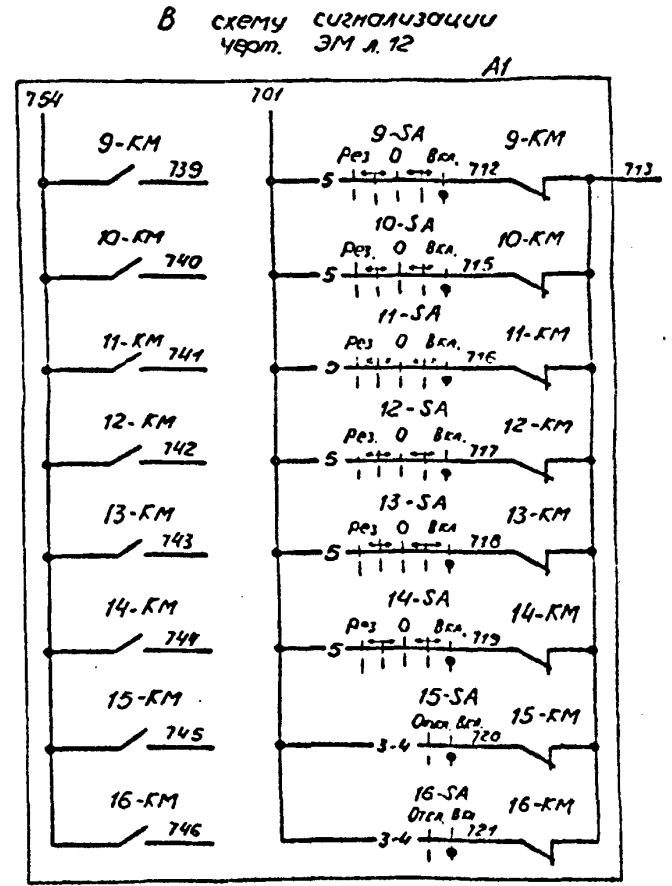 В схему сигнализации
черт. ЭМ л. 12
А1
754 701
9-КМ 9-SA 9-КМ
739 Рез. 0 Вкл. 712 713
5
10-КМ 10-SA 10-КМ
740 Рез. 0 Вкл. 715
5
11-КМ 11-SA 11-КМ
741 Рез 0 Вкл. 716
12-КМ 12-SA 12-КМ
742 Рез. 0 Вкл. 717
5
13-КМ 13-SA 13-КМ
743 Рез 0 Вкл 718
5
14-КМ 14-SA 14-КМ
744 Рез 0 Вкл. 719
5
15-КМ 15-SA 15-КМ
745 Откл. Вкл. 720
3-4
16-КМ 16-SA 16-КМ
746 Откл. Вкл 721
3-4